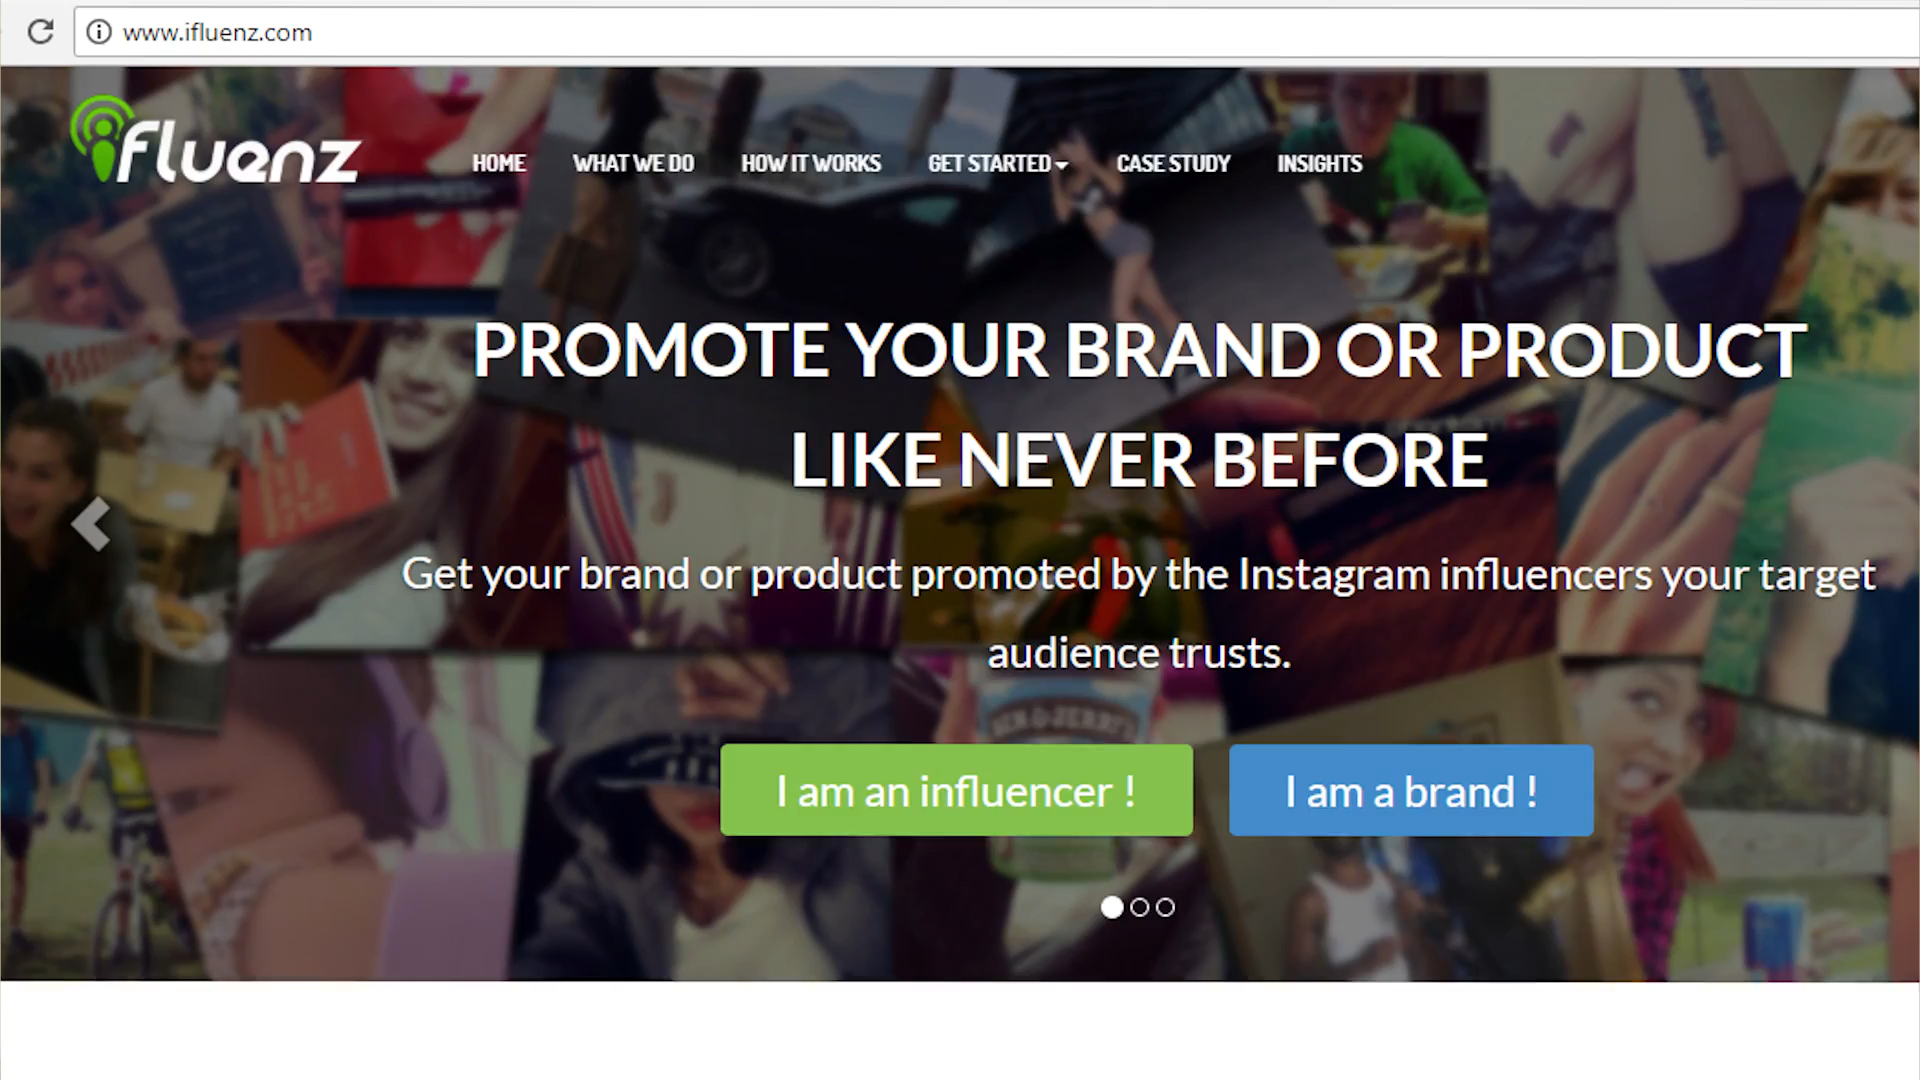 www.ifluenz.com
ifluenz
HOME WHAT WE DO HOW IT WORKS GET STARTED CASE STUDY INSIGHTS
PROMOTE YOUR BRAND OR PRODUCT
LIKE NEVER BEFORE
Get your brand or product promoted by the Instagram influencers your target
audience trusts.
BEN & JERRY'S
I am an influencer !
I am a brand !